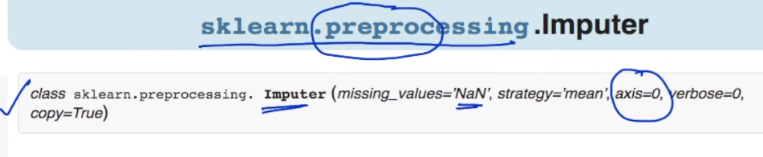 sklearn.preprocessing.Imputer
class sklearn.preprocessing. Imputer (missing_values='NaN', strategy='mean', axis=0, verbose=0,
copy=True)